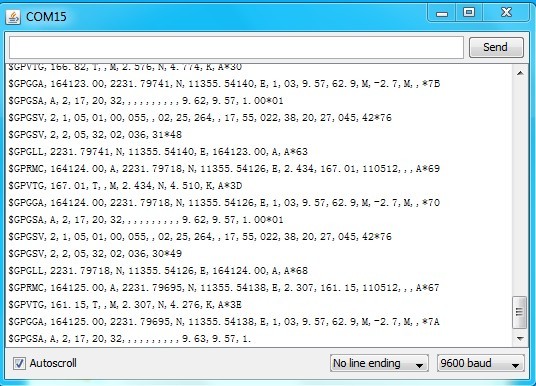 COM15
Send
$GPVTG, 166.82, T, , M, 2.576, N, 4.774, K, A*30
$GPGGA, 164123.00, 2231.79741, N, 11355.54140, E, 1, 03, 9.57, 62.9, M, -2.7, M, , *7B
$GPGSA, A, 2, 17, 20, 32, , , , , , , , , , 9.62, 9.57, 1.00*01
$GPGSV, 2, 1, 05, 01, 00, 055, , 02, 25, 264, , 17, 55, 022, 38, 20, 27, 045, 42*76
$GPGSV, 2, 2, 05, 32, 02, 036, 31*48
$GPGLL, 2231.79741, N, 11355.54140, E, 164123.00, A, A*63
$GPRMC, 164124.00, A, 2231.79718, N, 11355.54126, E, 2.434, 167.01, 110512, , , A*69
$GPVTG, 167.01, T, , M, 2.434, N, 4.510, K, A*3D
$GPGGA, 164124.00, 2231.79718, N, 11355.54126, E, 1, 03, 9.57, 62.9, M, -2.7, M, , *70
$GPGSA, A, 2, 17, 20, 32, , , , , , , , , , 9.62, 9.57, 1.00*01
$GPGSV, 2, 1, 05, 01, 00, 055, , 02, 25, 264, , 17, 55, 022, 38, 20, 27, 045, 42*76
$GPGSV, 2, 2, 05, 32, 02, 036, 30*49
$GPGLL, 2231.79718, N, 11355.54126, E, 164124.00, A, A*68
$GPRMC, 164125.00, A, 2231.79695, N, 11355.54138, E, 2.307, 161.15, 110512, , , A*67
$GPVTG, 161.15, T, , M, 2.307, N, 4.276, K, A*3E
$GPGGA, 164125.00, 2231.79695, N, 11355.54138, E, 1, 03, 9.57, 62.9, M, -2.7, M, , *7A
$GPGSA, A, 2, 17, 20, 32, , , , , , , , , , 9.63, 9.57, 1.
Autoscroll
No line ending
9600 baud